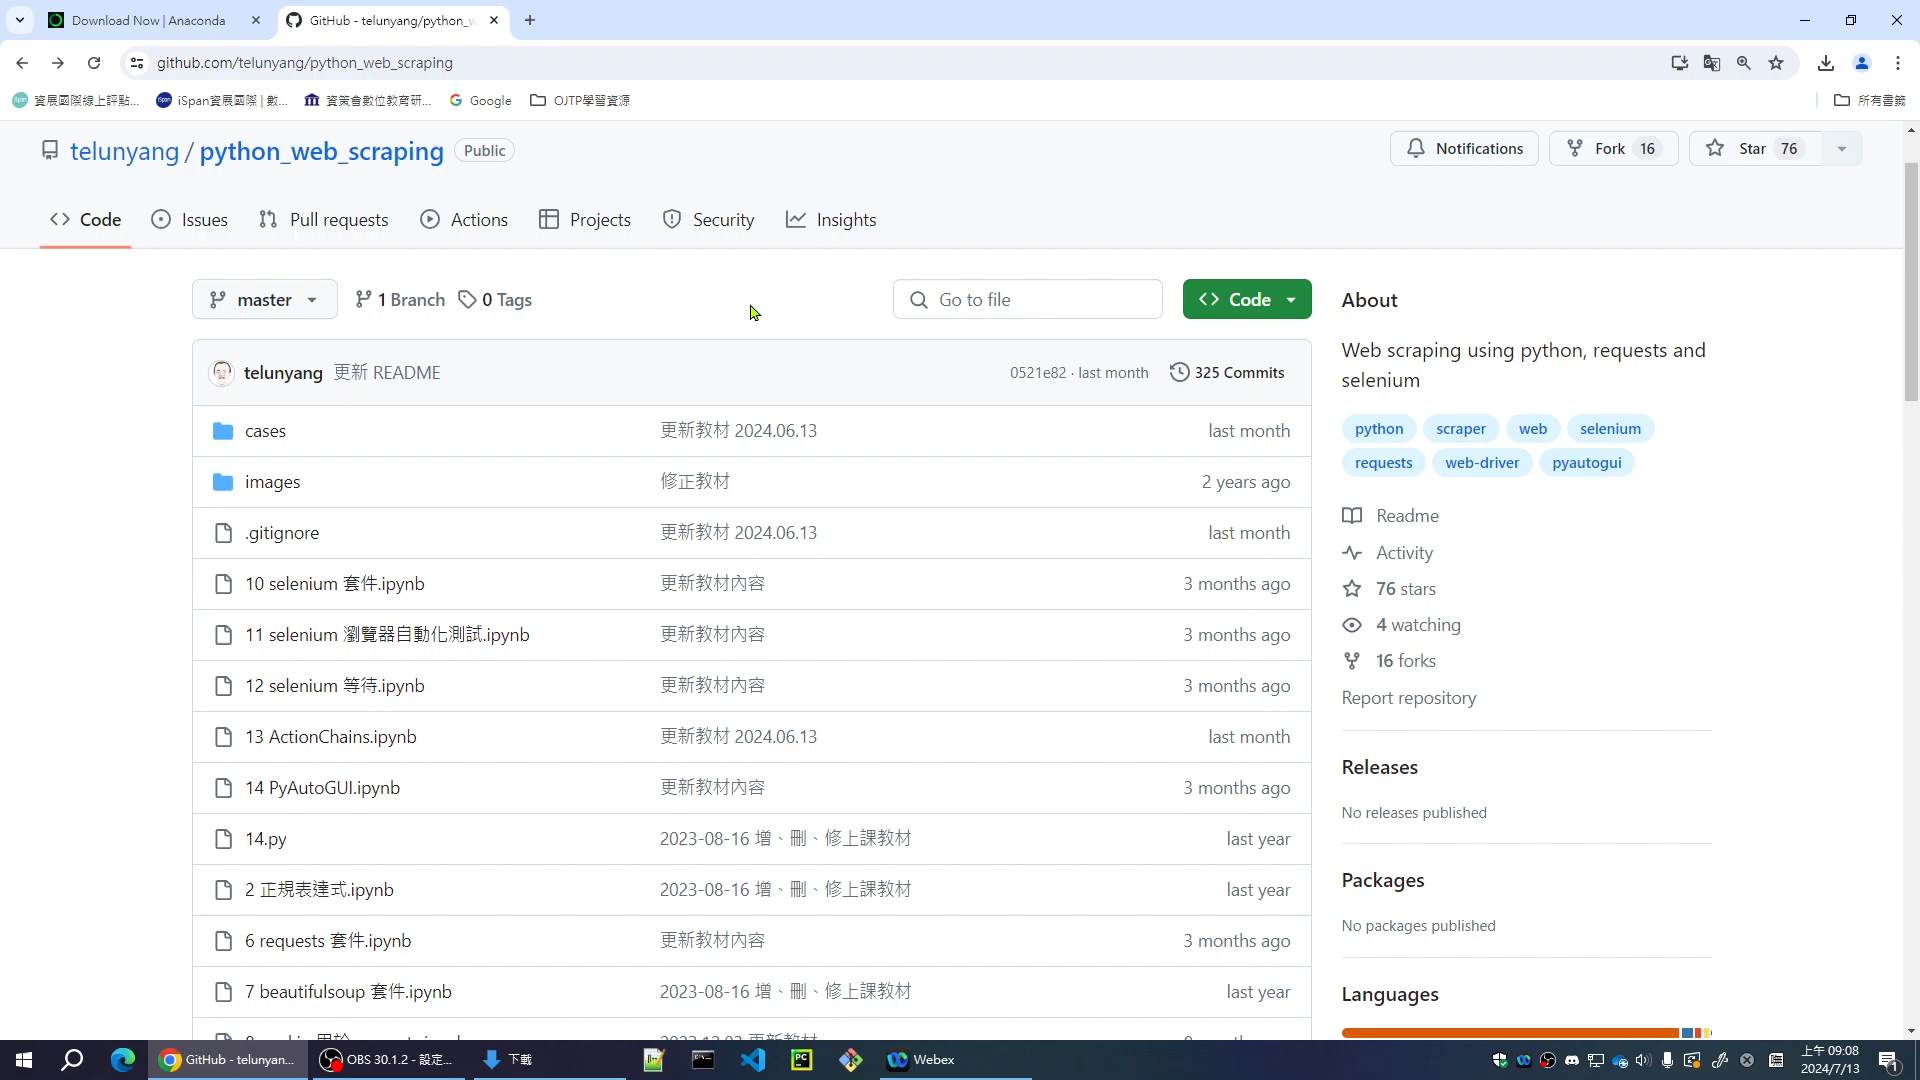 Download Now | Anaconda
GitHub - telunyang/python_w
github.com/telunyang/python_web_scraping
資展國際線上評點...
iSpan資展國際 | 數...
資策會數位教育研...
Google
OJTP學習資源
所有書籤
telunyang / python_web_scraping
Public
Notifications
Fork 16
Star 76
Code
Issues
Pull requests
Actions
Projects
Security
Insights
master
1 Branch
0 Tags
Go to file
Code
telunyang 更新 README
0521e82 · last month
325 Commits
cases 更新教材 2024.06.13 last month
images 修正教材 2 years ago
.gitignore 更新教材 2024.06.13 last month
10 selenium 套件.ipynb 更新教材內容 3 months ago
11 selenium 瀏覽器自動化測試.ipynb 更新教材內容 3 months ago
12 selenium 等待.ipynb 更新教材內容 3 months ago
13 ActionChains.ipynb 更新教材 2024.06.13 last month
14 PyAutoGUI.ipynb 更新教材內容 3 months ago
14.py 2023-08-16 增、刪、修上課教材 last year
2 正規表達式.ipynb 2023-08-16 增、刪、修上課教材 last year
6 requests 套件.ipynb 更新教材內容 3 months ago
7 beautifulsoup 套件.ipynb 2023-08-16 增、刪、修上課教材 last year
About
Web scraping using python, requests and
selenium
python scraper web selenium
requests web-driver pyautogui
Readme
Activity
76 stars
4 watching
16 forks
Report repository
Releases
No releases published
Packages
No packages published
Languages
GitHub - telunyan...
OBS 30.1.2 - 設定...
下載
Webex
上午 09:08
2024/7/13
1